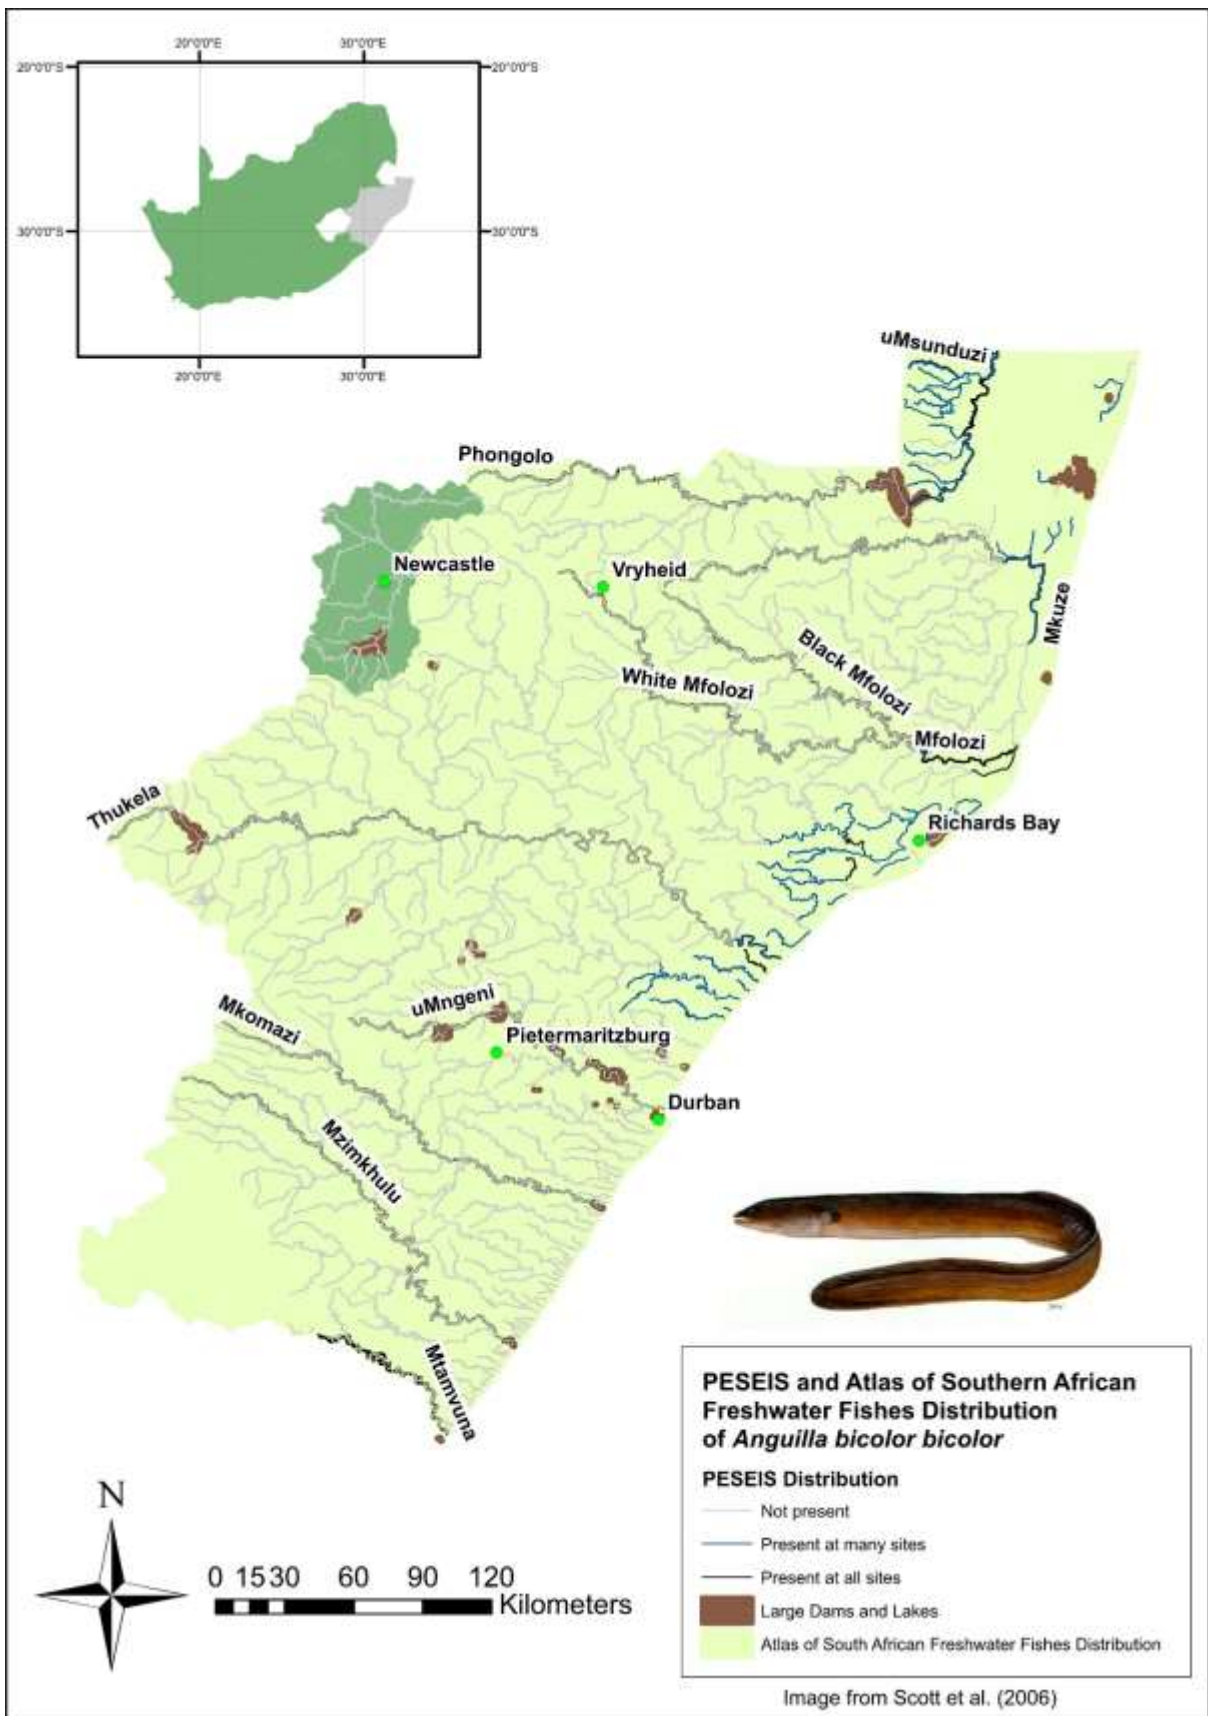 20°0'0"E 30°0'0"E
20°0'0"S 20°0'0"S
30°0'0"S 30°0'0"S
20°0'0"E 30°0'0"E
uMsunduzi
Phongolo
Newcastle
Vryheid
Mkuze
Black Mfolozi
White Mfolozi
Mfolozi
Thukela
Richards Bay
uMngeni
Mkomazi
Pietermaritzburg
Durban
Mzimkhulu
Mtamvuna
PESEIS and Atlas of Southern African
Freshwater Fishes Distribution
of Anguilla bicolor bicolor
PESEIS Distribution
Not present
Present at many sites
Present at all sites
Large Dams and Lakes
Atlas of South African Freshwater Fishes Distribution
N
0 15 30 60 90 120
Kilometers
Image from Scott et al. (2006)